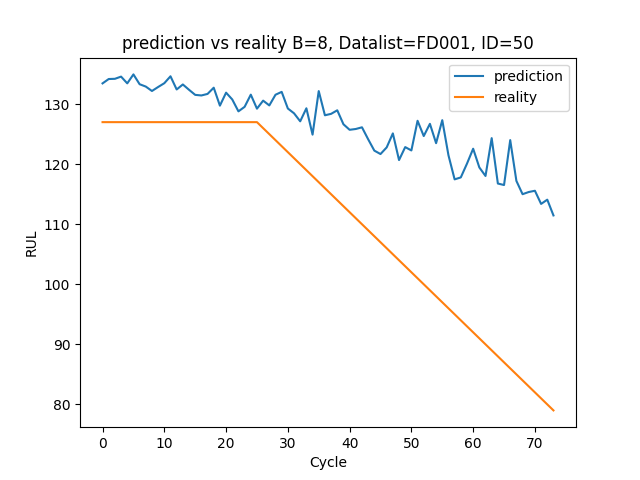 prediction vs reality B=8, Datalist=FD001, ID=50
prediction
reality
130
120
110
100
90
80
RUL
0 10 20 30 40 50 60 70
Cycle